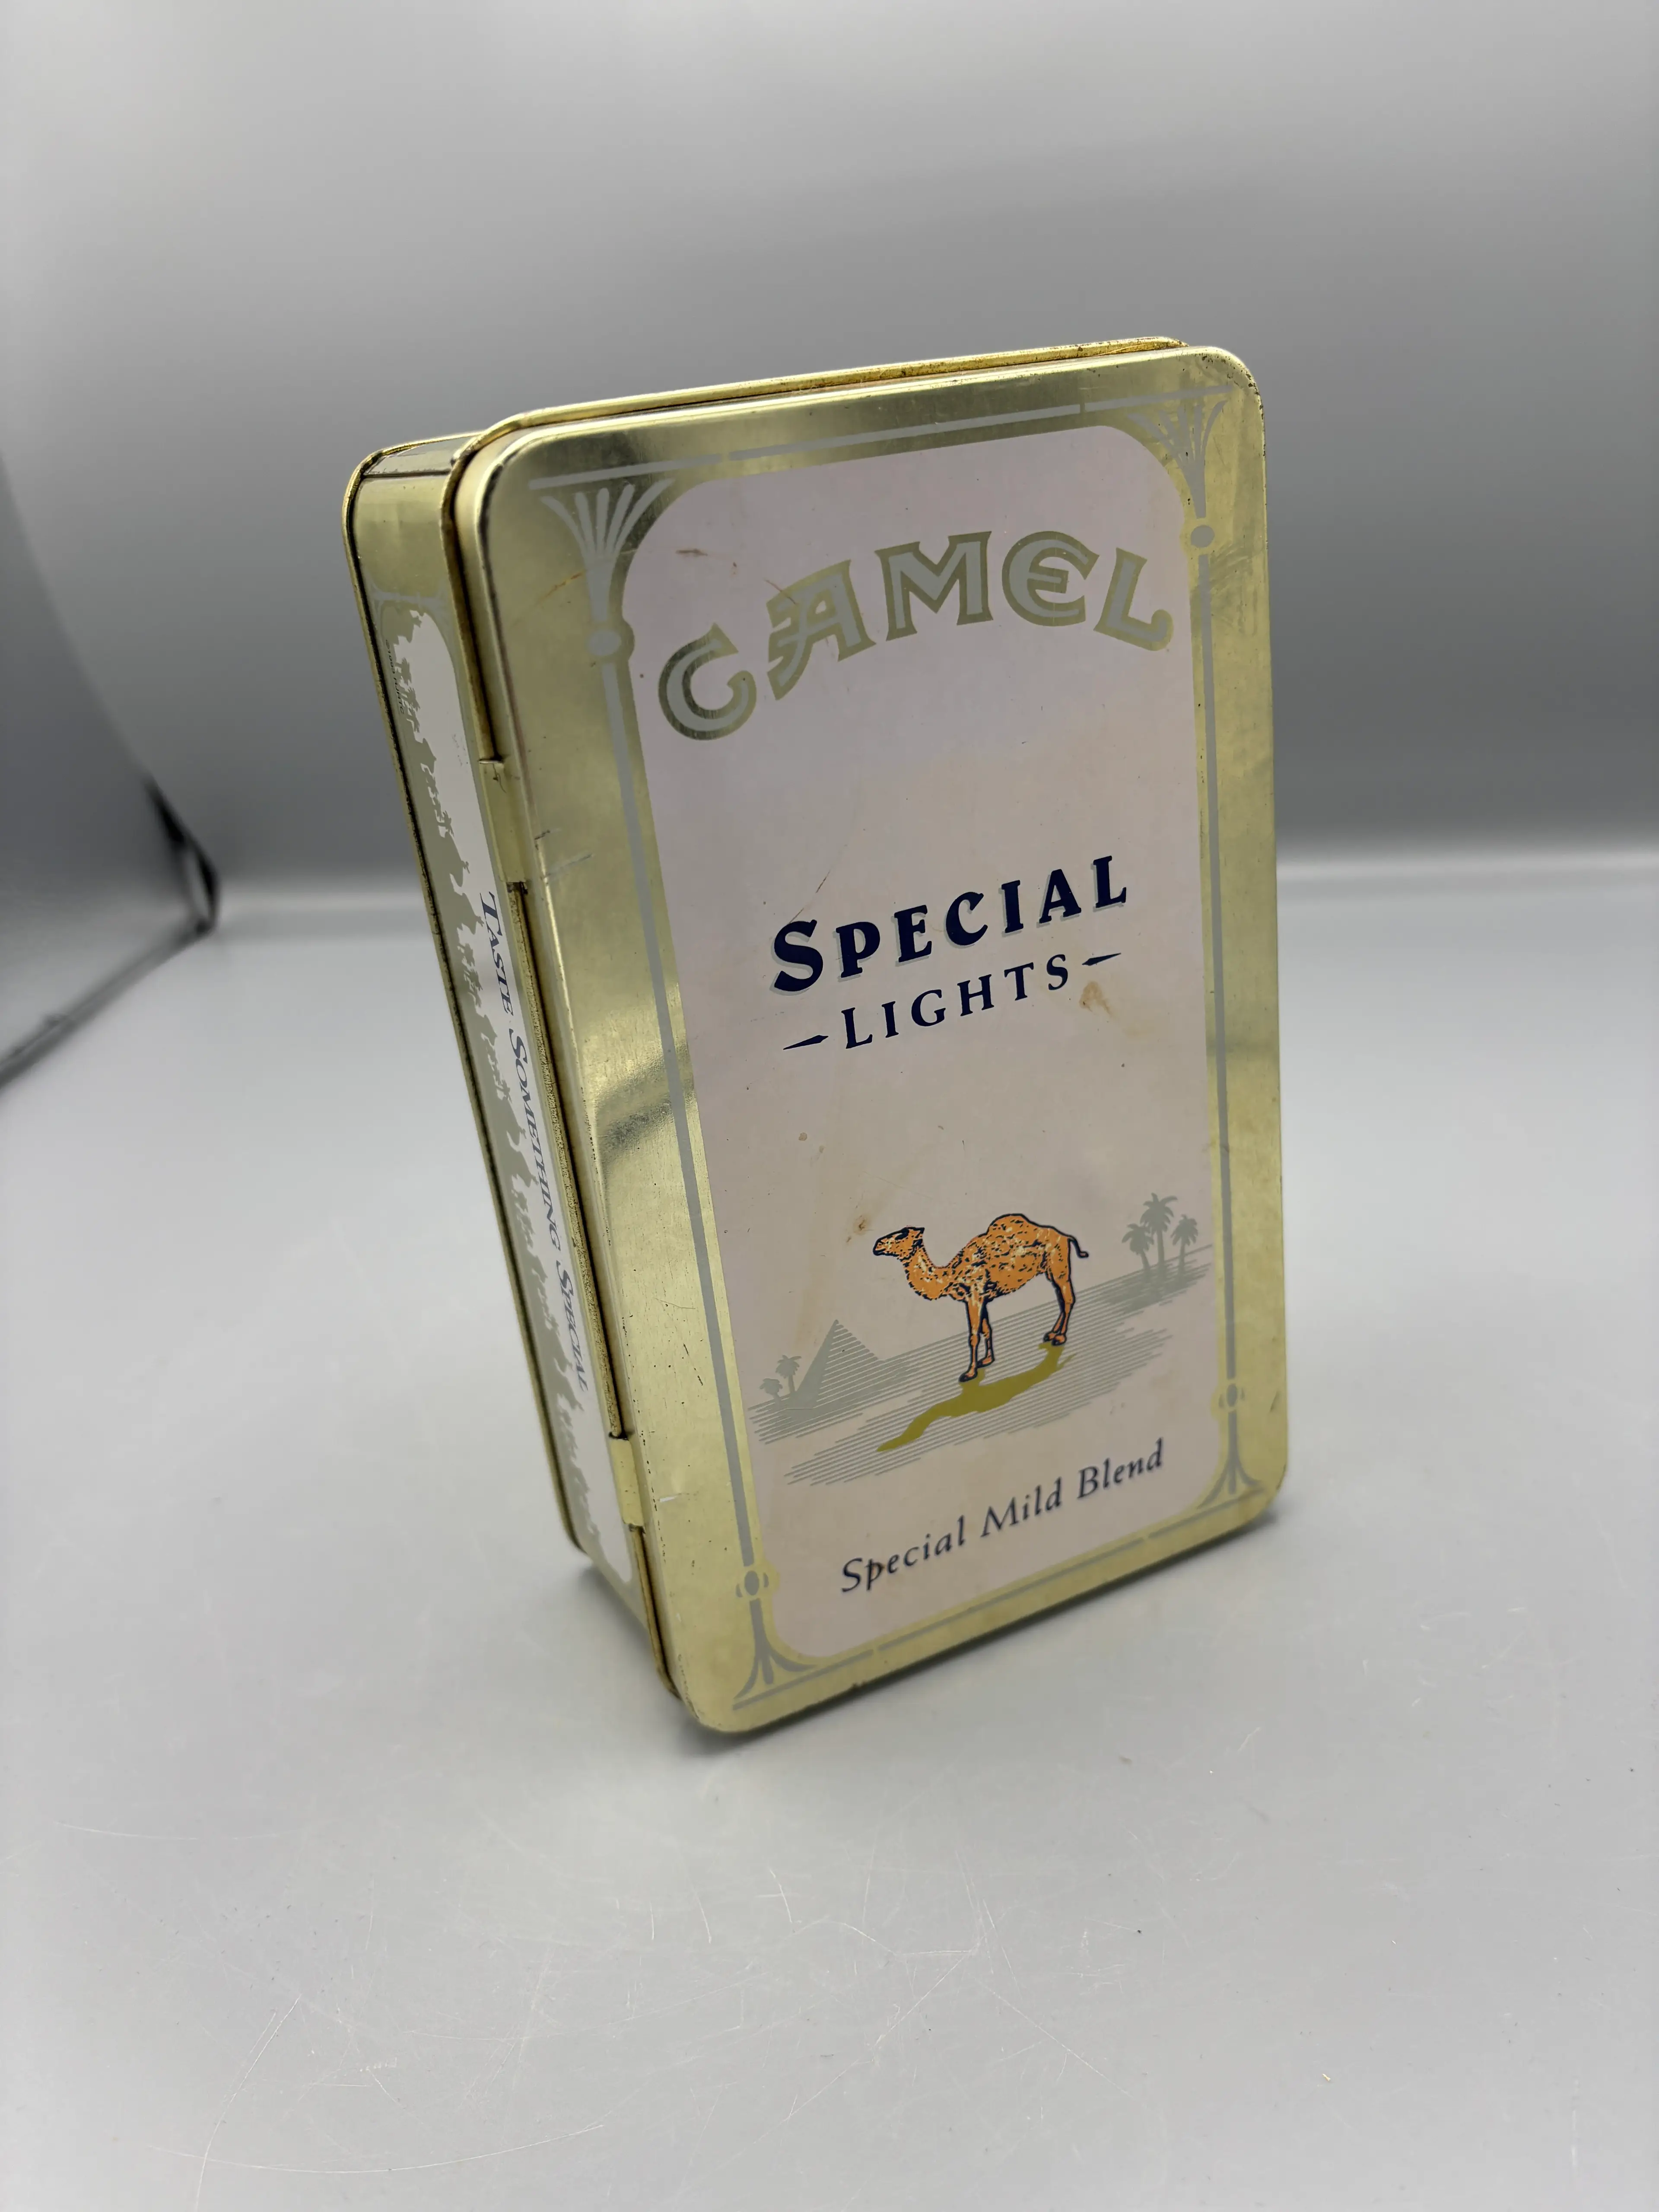 CAMEL
SPECIAL
LIGHTS
Special Mild Blend
TASTE SOMETHING SPECIAL